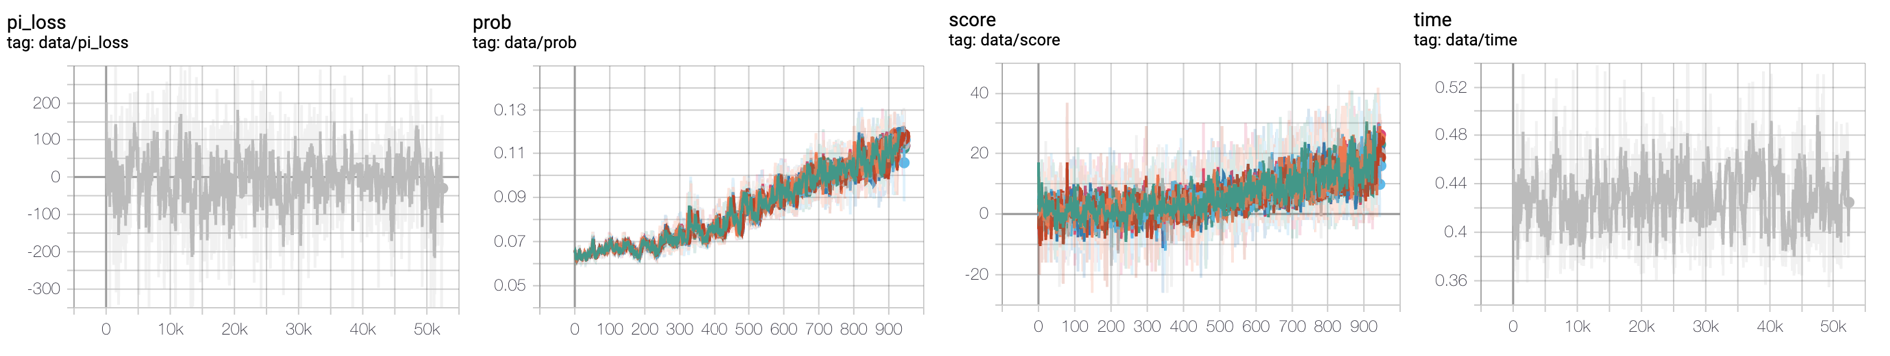 pi_loss
tag: data/pi_loss
200
100
0
-100
-200
-300
0 10k 20k 30k 40k 50k
prob
tag: data/prob
0.13
0.11
0.09
0.07
0.05
0 100 200 300 400 500 600 700 800 900
score
tag: data/score
40
20
0
-20
0 100 200 300 400 500 600 700 800 900
time
tag: data/time
0.52
0.48
0.44
0.4
0.36
0 10k 20k 30k 40k 50k